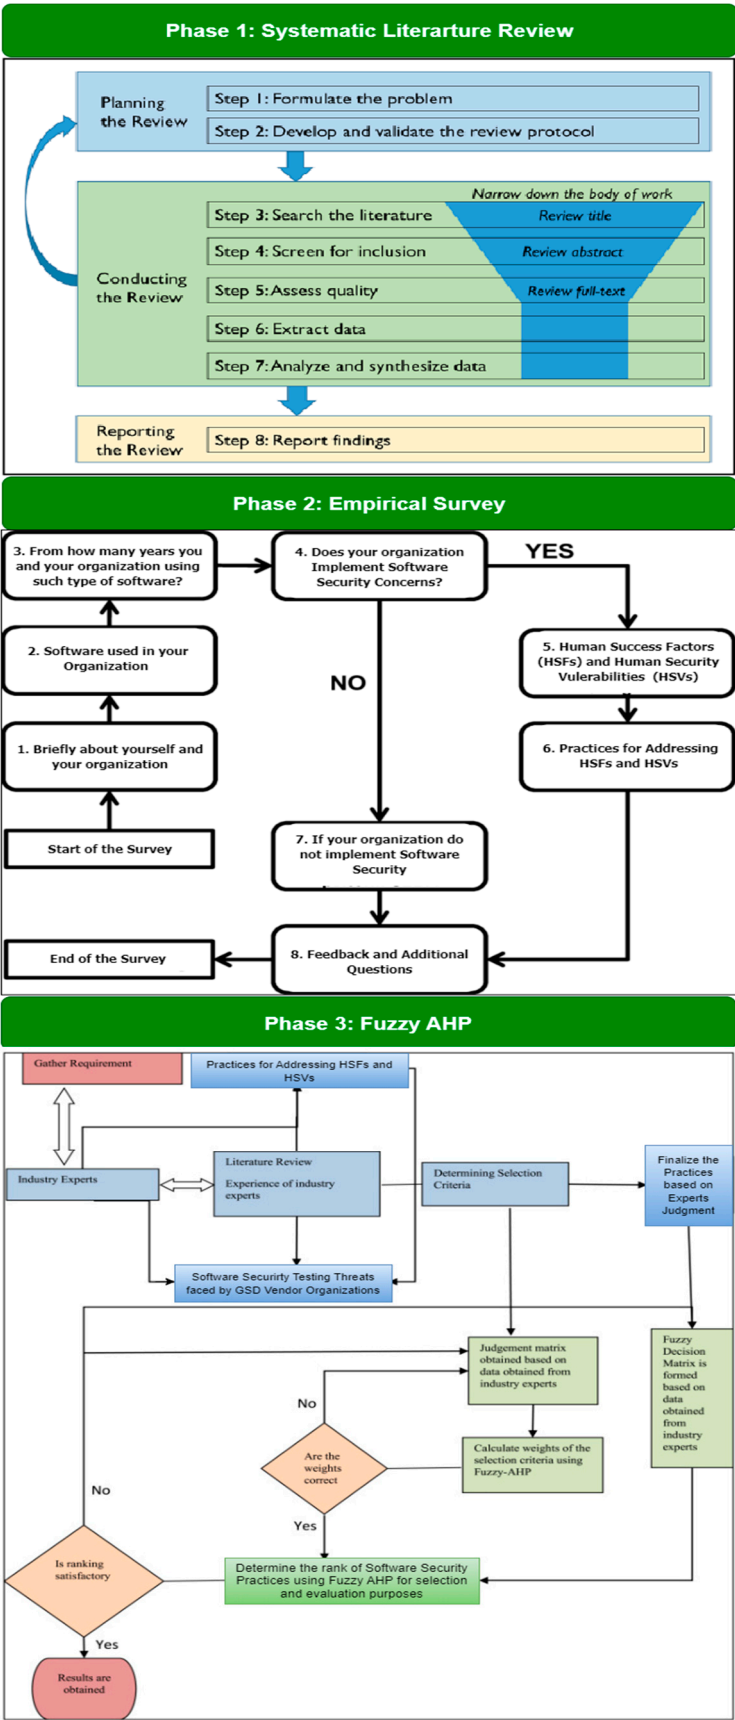 Phase 1: Systematic Literarture Review
Planning
the Review
Step 1: Formulate the problem
Step 2: Develop and validate the review protocol
Narrow down the body of work
Conducting
the Review
Step 3: Search the literature
Review title
Step 4: Screen for inclusion
Review abstract
Step 5: Assess quality
Review full-text
Step 6: Extract data
Step 7: Analyze and synthesize data
Reporting
the Review
Step 8: Report findings
Phase 2: Empirical Survey
3. From how many years you
and your organization using
such type of software?
4. Does your organization
Implement Software
Security Concerns?
YES
2. Software used in your
Organization
5. Human Success Factors
(HSFs) and Human Security
Vulerabilities (HSVs)
NO
1. Briefly about yourself and
your organization
6. Practices for Addressing
HSFs and HSVs
Start of the Survey
7. If your organization do
not implement Software
Security
End of the Survey
8. Feedback and Additional
Questions
Phase 3: Fuzzy AHP
Gather Requirement
Practices for Addressing HSFs and
HSVs
Industry Experts
Literature Review
Experience of industry
experts
Determining Selection
Criteria
Finalize the
Practices
based on
Experts
Judgment
Software Securirty Testing Threats
faced by GSD Vendor Organizations
Judgement matrix
obtained based on
data obtained from
industry experts
Fuzzy
Decision
Matrix is
formed
based on
data
obtained
from
industry
experts
No
Are the
weights
correct
Calculate weights of the
selection criteria using
Fuzzy-AHP
No
Yes
Is ranking
satisfactory
Determine the rank of Software Security
Practices using Fuzzy AHP for selection
and evaluation purposes
Yes
Results are
obtained